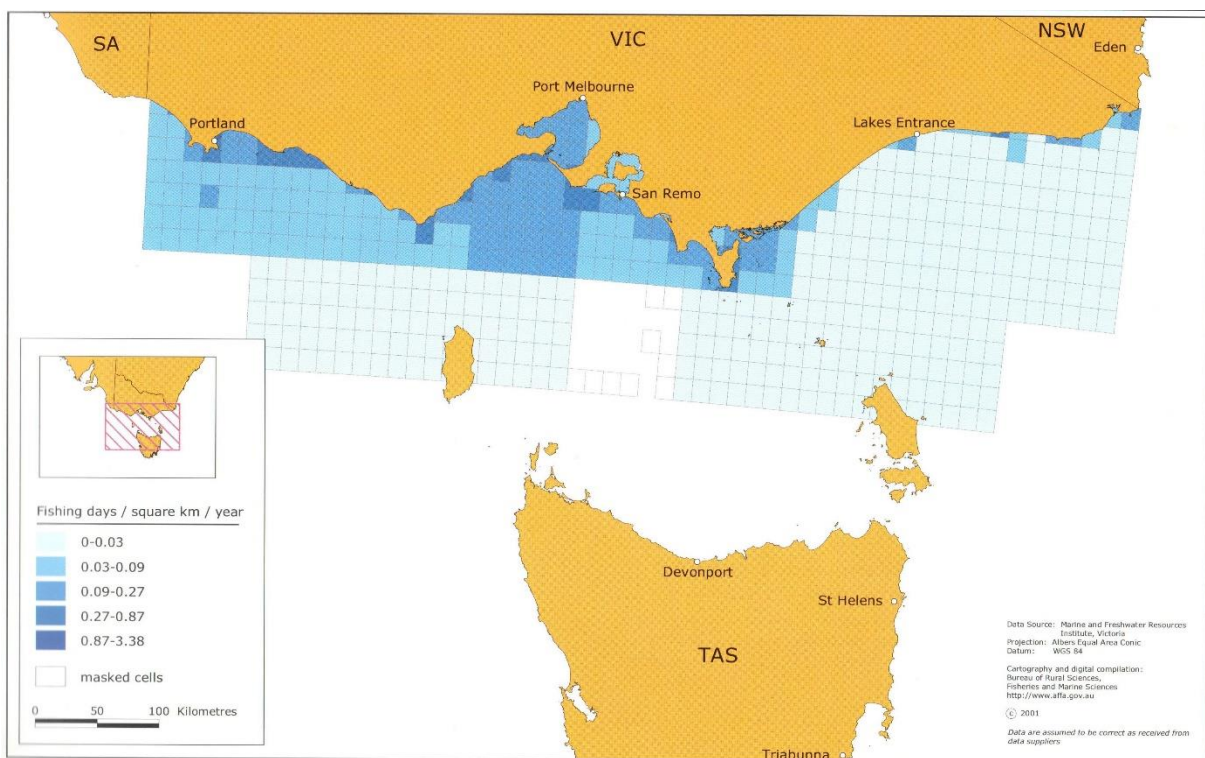 SA
VIC
NSW
Eden
Port Melbourne
Portland
Lakes Entrance
San Remo
Devonport
St Helens
TAS
Triabunna
Fishing days / square km / year
0-0.03
0.03-0.09
0.09-0.27
0.27-0.87
0.87-3.38
masked cells
0 50 100 Kilometres
Data Source: Marine and Freshwater Resources
Institute, Victoria
Projection: Albers Equal Area Conic
Datum: WGS 84
Cartography and digital compilation:
Bureau of Rural Sciences,
Fisheries and Marine Sciences
http://www.affa.gov.au
© 2001
Data are assumed to be correct as received from
data suppliers